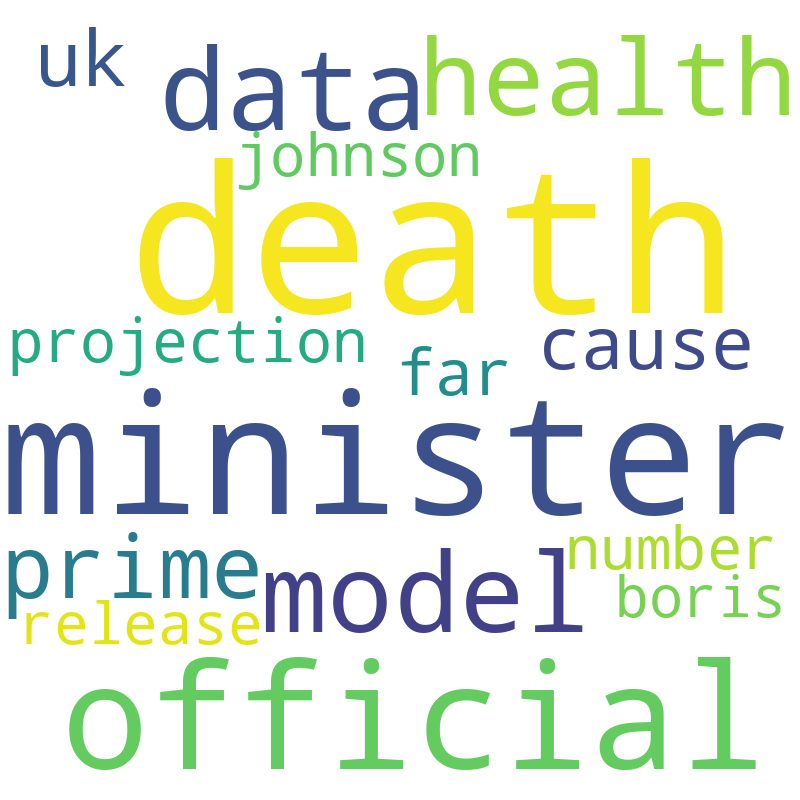 uk
data
health
johnson
death
projection
far
cause
minister
prime
model
number
release
boris
official